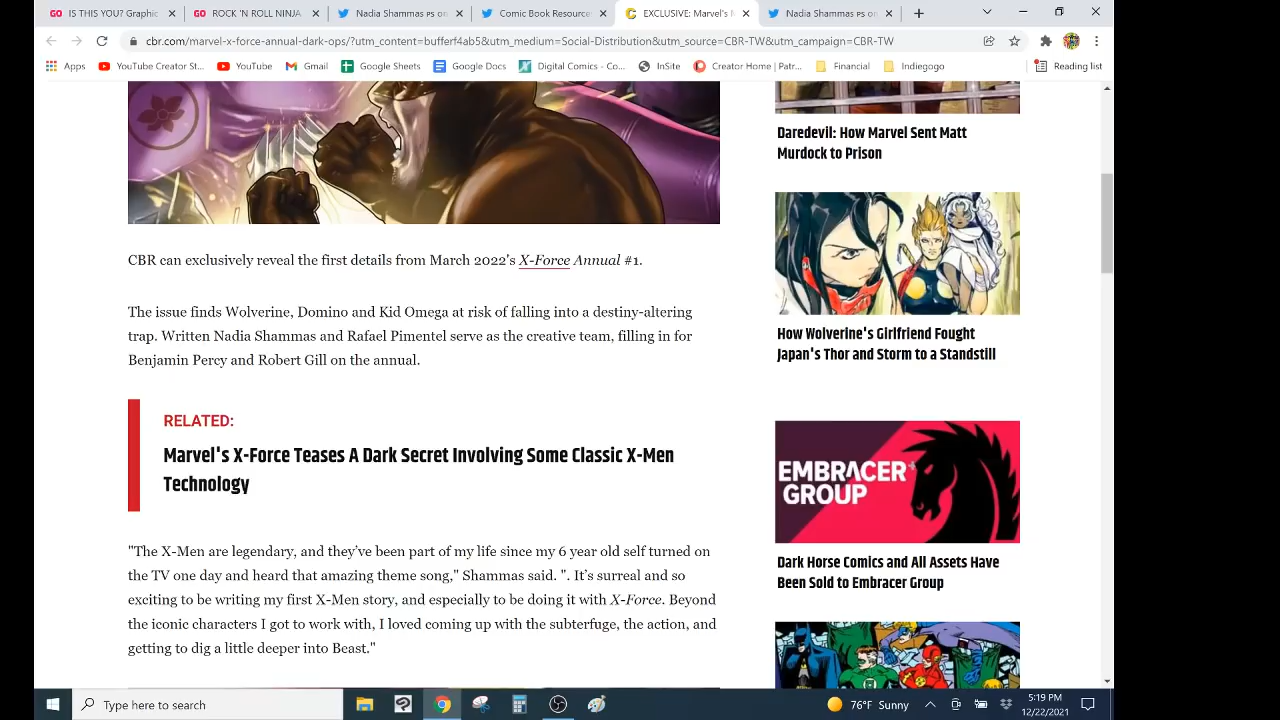 IS THIS YOU? Graphic
ROCK 'N ROLL NINJA
Nadia Shammas ps on
Comic Book Resource
EXCLUSIVE: Marvel's N
Nadia Shammas ps on
cbr.com/marvel-x-force-annual-dark-ops/?utm_content=bufferf4ab5&utm_medium=Social-Distribution&utm_source=CBR-TW&utm_campaign=CBR-TW
Apps
YouTube Creator St...
YouTube
Gmail
Google Sheets
Google Docs
Digital Comics - Co...
InSite
Creator Home | Patr...
Financial
Indiegogo
Reading list
CBR can exclusively reveal the first details from March 2022's X-Force Annual #1.
The issue finds Wolverine, Domino and Kid Omega at risk of falling into a destiny-altering
trap. Written Nadia Shammas and Rafael Pimentel serve as the creative team, filling in for
Benjamin Percy and Robert Gill on the annual.
RELATED:
Marvel's X-Force Teases A Dark Secret Involving Some Classic X-Men
Technology
"The X-Men are legendary, and they've been part of my life since my 6 year old self turned on
the TV one day and heard that amazing theme song," Shammas said. ". It's surreal and so
exciting to be writing my first X-Men story, and especially to be doing it with X-Force. Beyond
the iconic characters I got to work with, I loved coming up with the subterfuge, the action, and
getting to dig a little deeper into Beast."
Daredevil: How Marvel Sent Matt
Murdock to Prison
How Wolverine's Girlfriend Fought
Japan's Thor and Storm to a Standstill
EMBRACER
GROUP
Dark Horse Comics and All Assets Have
Been Sold to Embracer Group
Type here to search
76°F Sunny
5:19 PM
12/22/2021